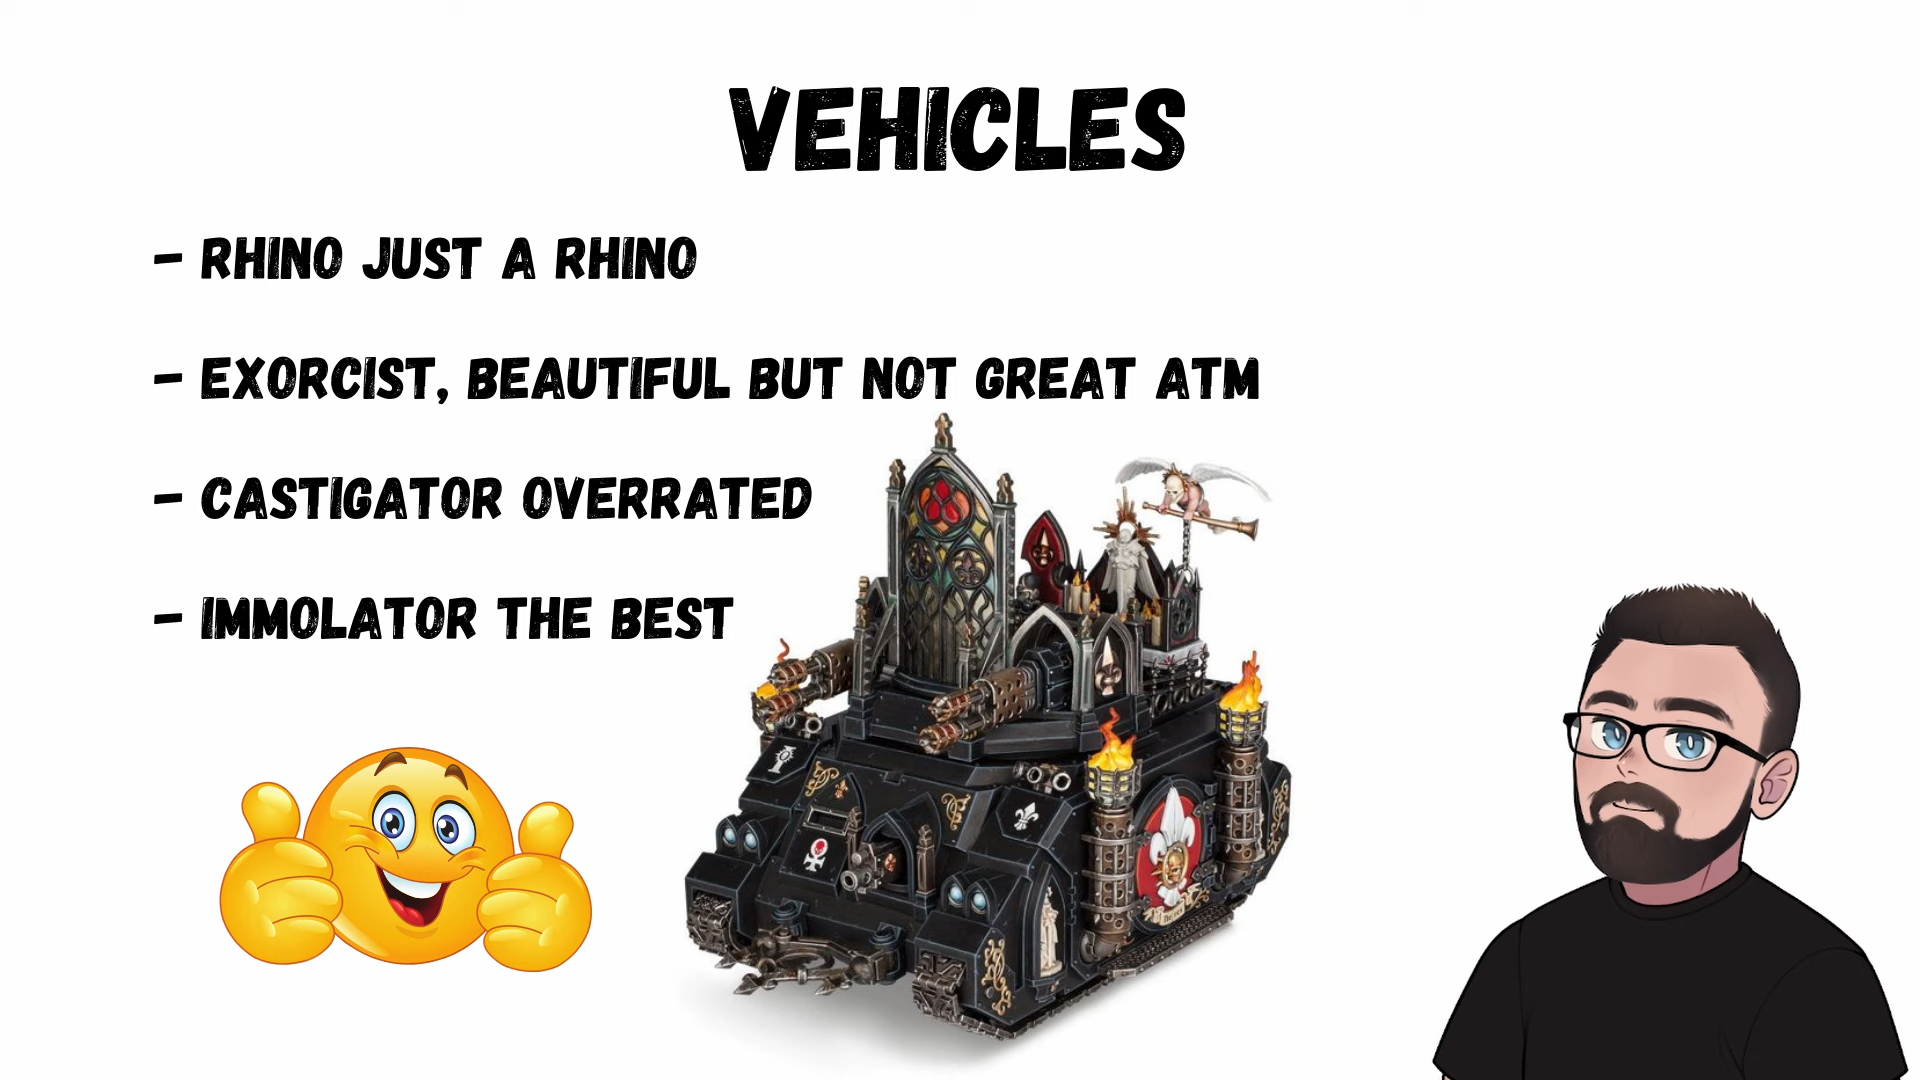 VEHICLES
- RHINO JUST A RHINO
- EXORCIST, BEAUTIFUL BUT NOT GREAT ATM
- CASTIGATOR OVERRATED
- IMMOLATOR THE BEST